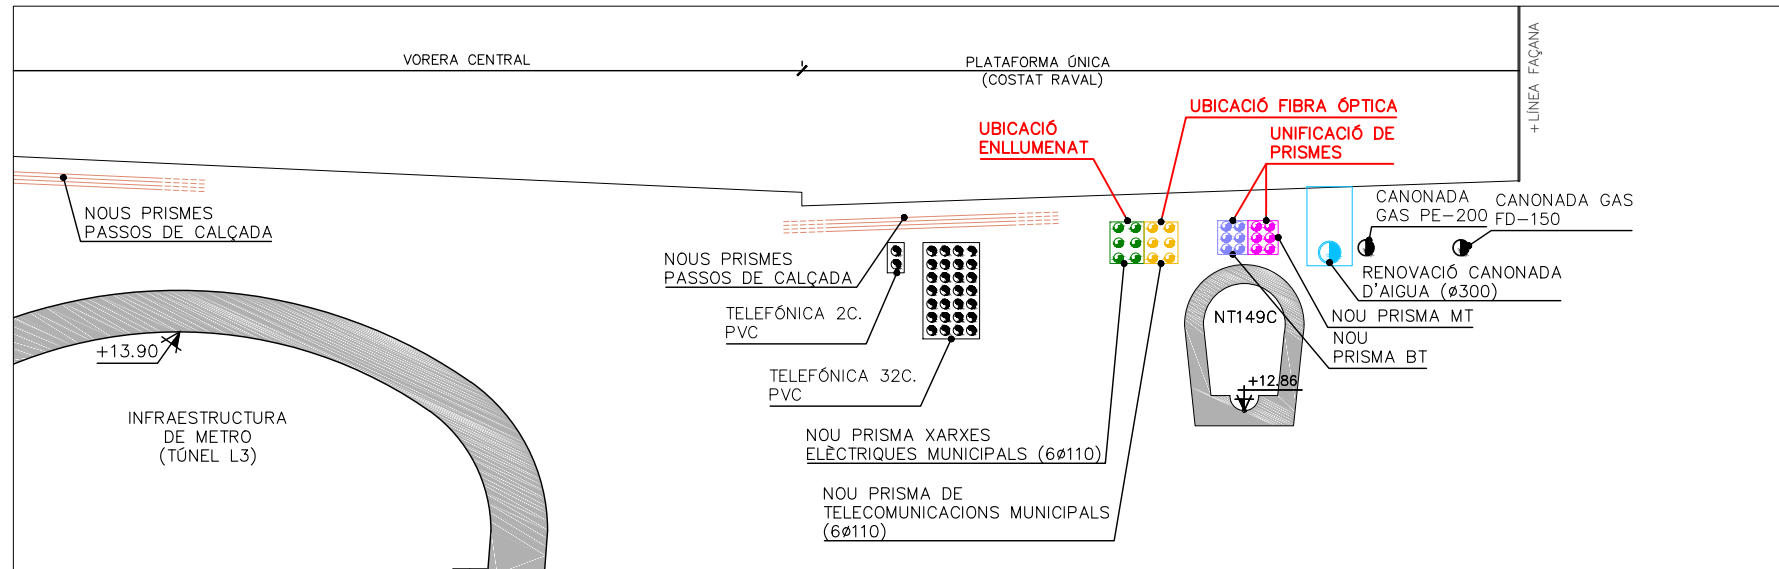 VORERA CENTRAL
PLATAFORMA ÚNICA
(COSTAT RAVAL)
+LÍNEA FAÇANA
UBICACIÓ FIBRA ÓPTICA
UBICACIÓ
ENLLUMENAT
UNIFICACIÓ DE
PRISMES
NOUS PRISMES
PASSOS DE CALÇADA
CANONADA
GAS PE-200
CANONADA GAS
FD-150
NOUS PRISMES
PASSOS DE CALÇADA
RENOVACIÓ CANONADA
D'AIGUA (ø300)
TELEFÓNICA 2C.
PVC
NT149C
NOU PRISMA MT
NOU
PRISMA BT
+13.90
TELEFÓNICA 32C.
PVC
+12.86
INFRAESTRUCTURA
DE METRO
(TÚNEL L3)
NOU PRISMA XARXES
ELÈCTRIQUES MUNICIPALS (6ø110)
NOU PRISMA DE
TELECOMUNICACIONS MUNICIPALS
(6ø110)